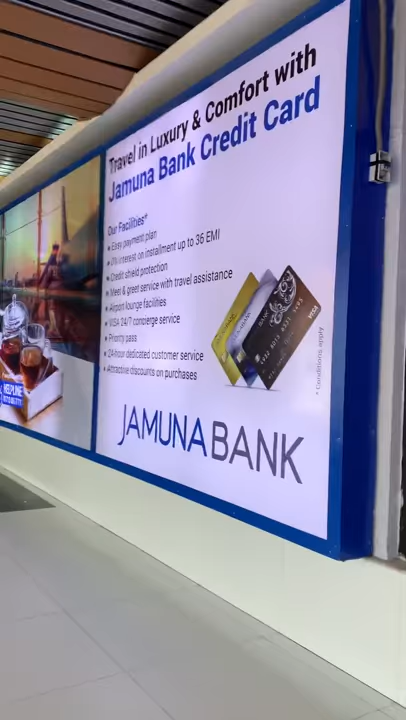 Travel in Luxury & Comfort with
Jamuna Bank Credit Card
Our Facilities*
• Easy payment plan
• 0% interest on installment up to 36 EMI
• Credit shield protection
• Meet & greet service with travel assistance
• Airport lounge facilities
• VISA 24/7 concierge service
• Priority pass
• 24-hour dedicated customer service
• Attractive discounts on purchases
VISA
* Conditions Apply
JAMUNA BANK
HELPLINE